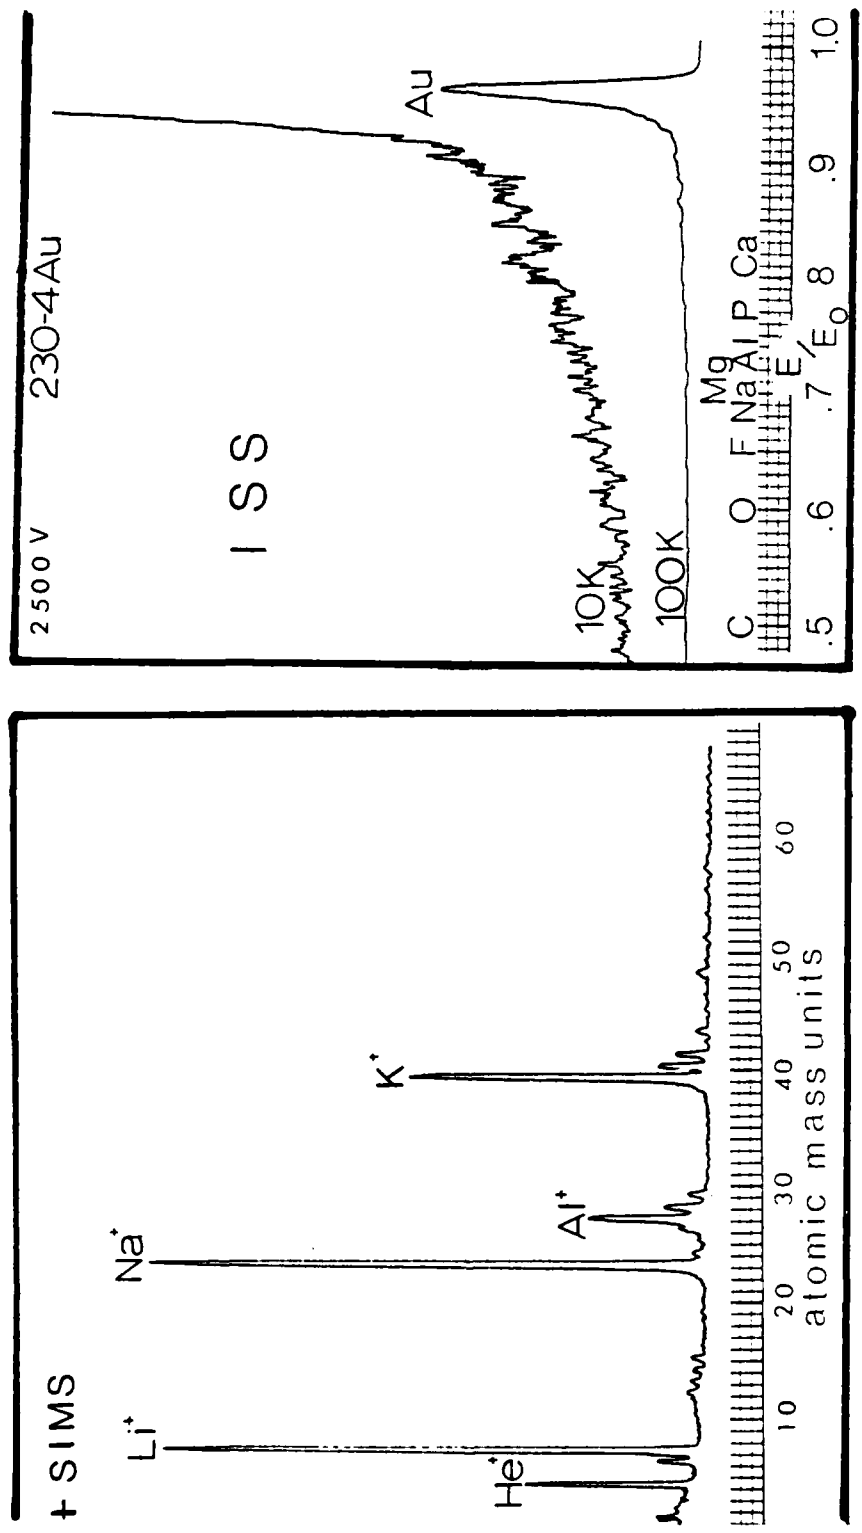 + SIMS
He⁺
Li⁺
Na⁺
Al⁺
K⁺
10 20 30 40 50 60
atomic mass units
2500 V
230-4Au
ISS
Au
10K
100K
Mg
C O F Na Al P Ca
E/E₀
.5 .6 .7 .8 .9 1.0